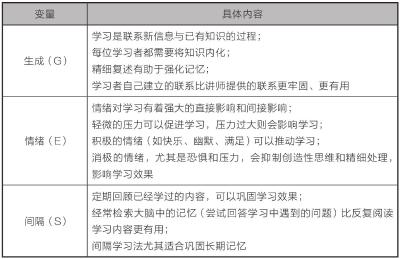 变量 具体内容
学习是联系新信息与已有知识的过程；
每位学习者都需要将知识内化；
生成（G）
精细复述有助于强化记忆；
学习者自己建立的联系比讲师提供的联系更牢固、更有用
情绪对学习有着强大的直接影响和间接影响；
轻微的压力可以促进学习，压力过大则会影响学习；
情绪（E）
积极的情绪（如快乐、幽默、满足）可以推动学习；
消极的情绪，尤其是恐惧和压力，会抑制创造性思维和精细处理，
影响学习效果
定期回顾已经学过的内容，可以巩固学习效果；
经常检索大脑中的记忆（尝试回答学习中遇到的问题）比反复阅读
间隔（S）
学习内容更有用；
间隔学习法尤其适合巩固长期记忆